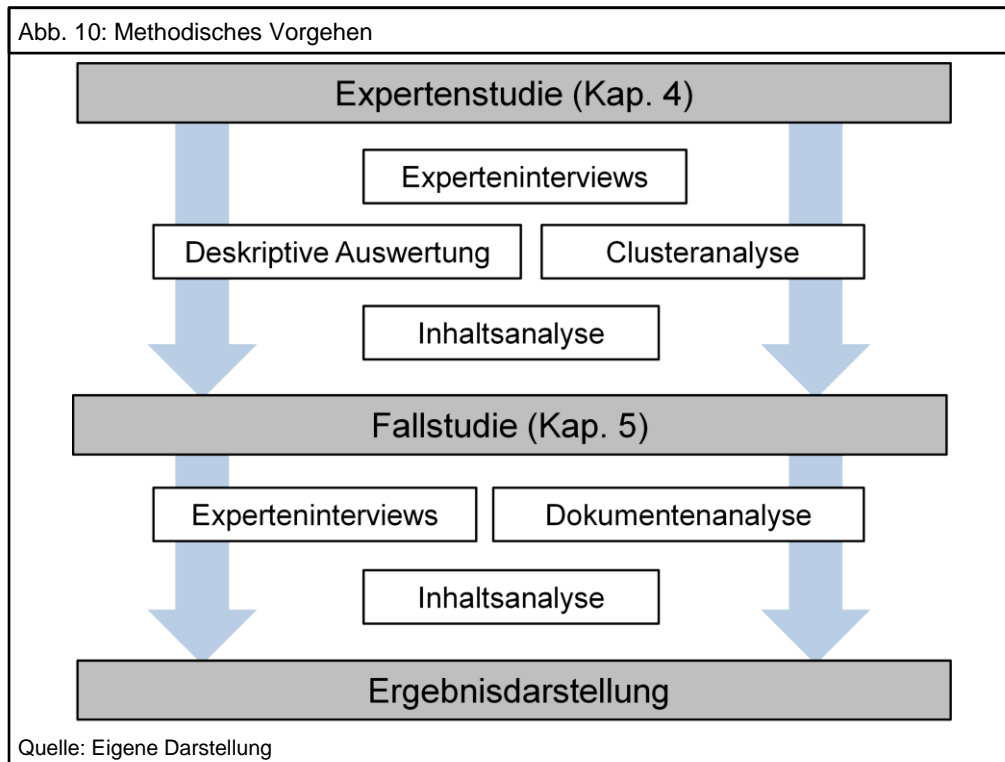 Abb. 10: Methodisches Vorgehen
Expertenstudie (Kap. 4)
Experteninterviews
Deskriptive Auswertung
Clusteranalyse
Inhaltsanalyse
Fallstudie (Kap. 5)
Experteninterviews
Dokumentenanalyse
Inhaltsanalyse
Ergebnisdarstellung
Quelle: Eigene Darstellung